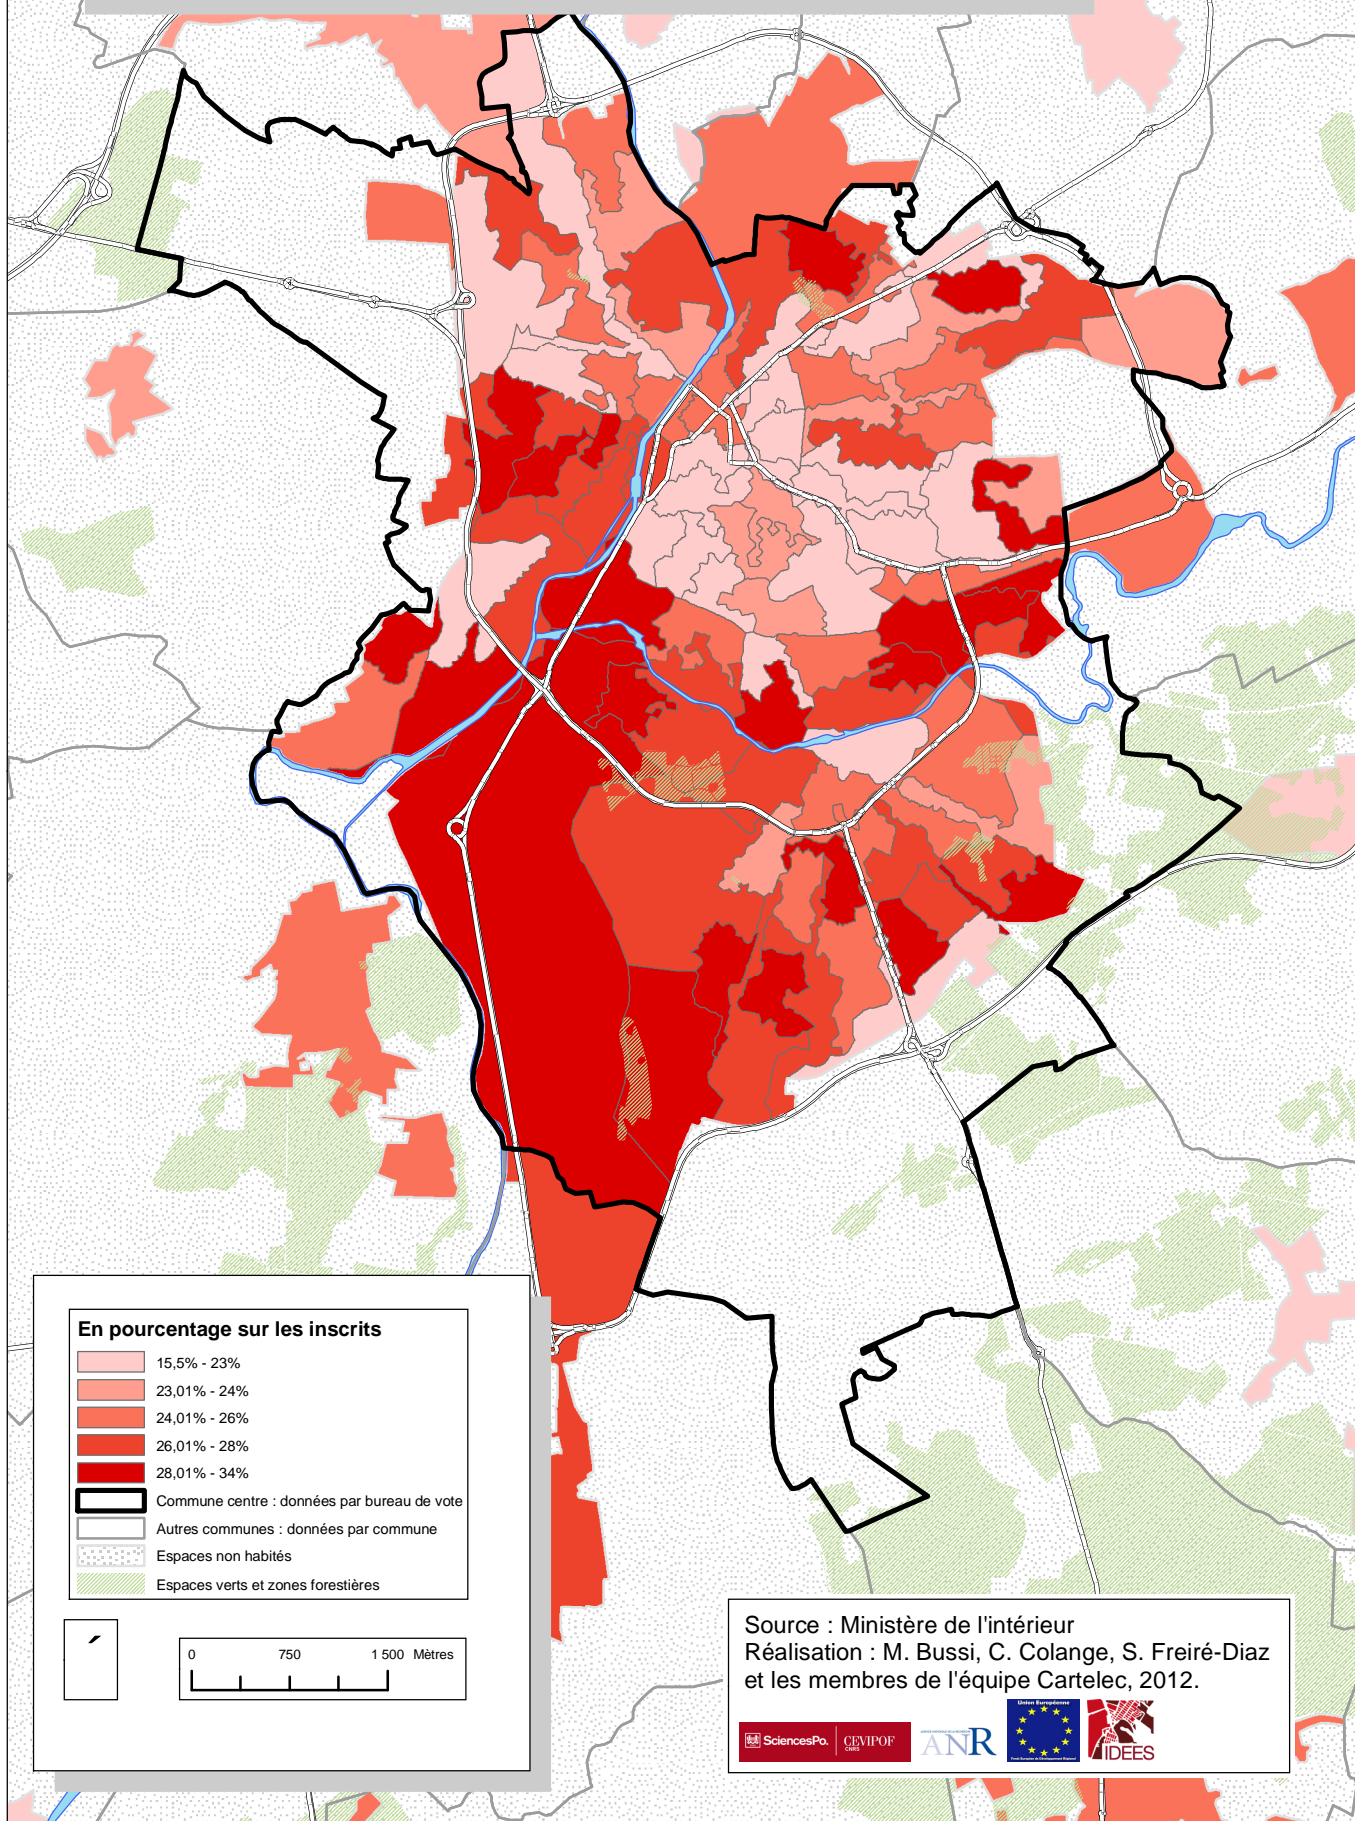 En pourcentage sur les inscrits
15,5% - 23%
23,01% - 24%
24,01% - 26%
26,01% - 28%
28,01% - 34%
Commune centre : données par bureau de vote
Autres communes : données par commune
Espaces non habités
Espaces verts et zones forestières
0 750 1 500 Mètres
Source : Ministère de l'intérieur
Réalisation : M. Bussi, C. Colange, S. Freiré-Diaz
et les membres de l'équipe Cartelec, 2012.
SciencesPo.
CEVIPOF
CNRS
ANR
Union Européenne
IDEES